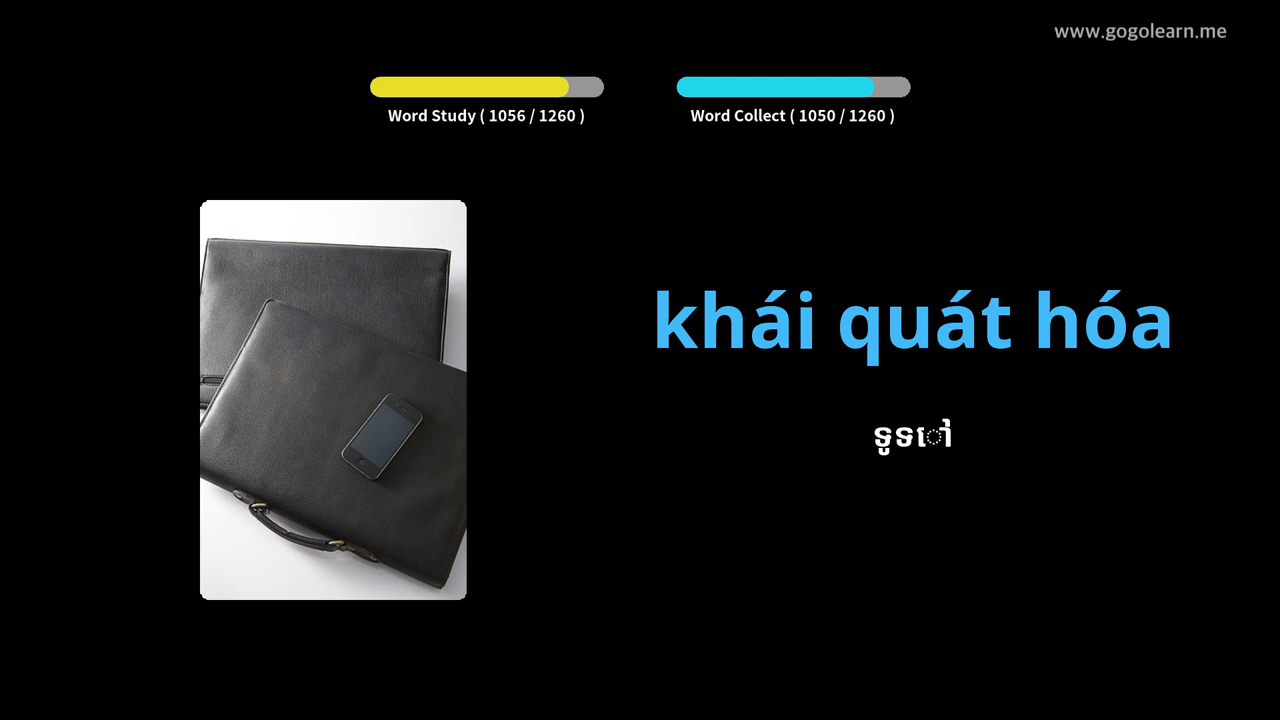 www.gogolearn.me
Word Study ( 1056 / 1260 )
Word Collect ( 1050 / 1260 )
khái quát hóa
ទូទៅ